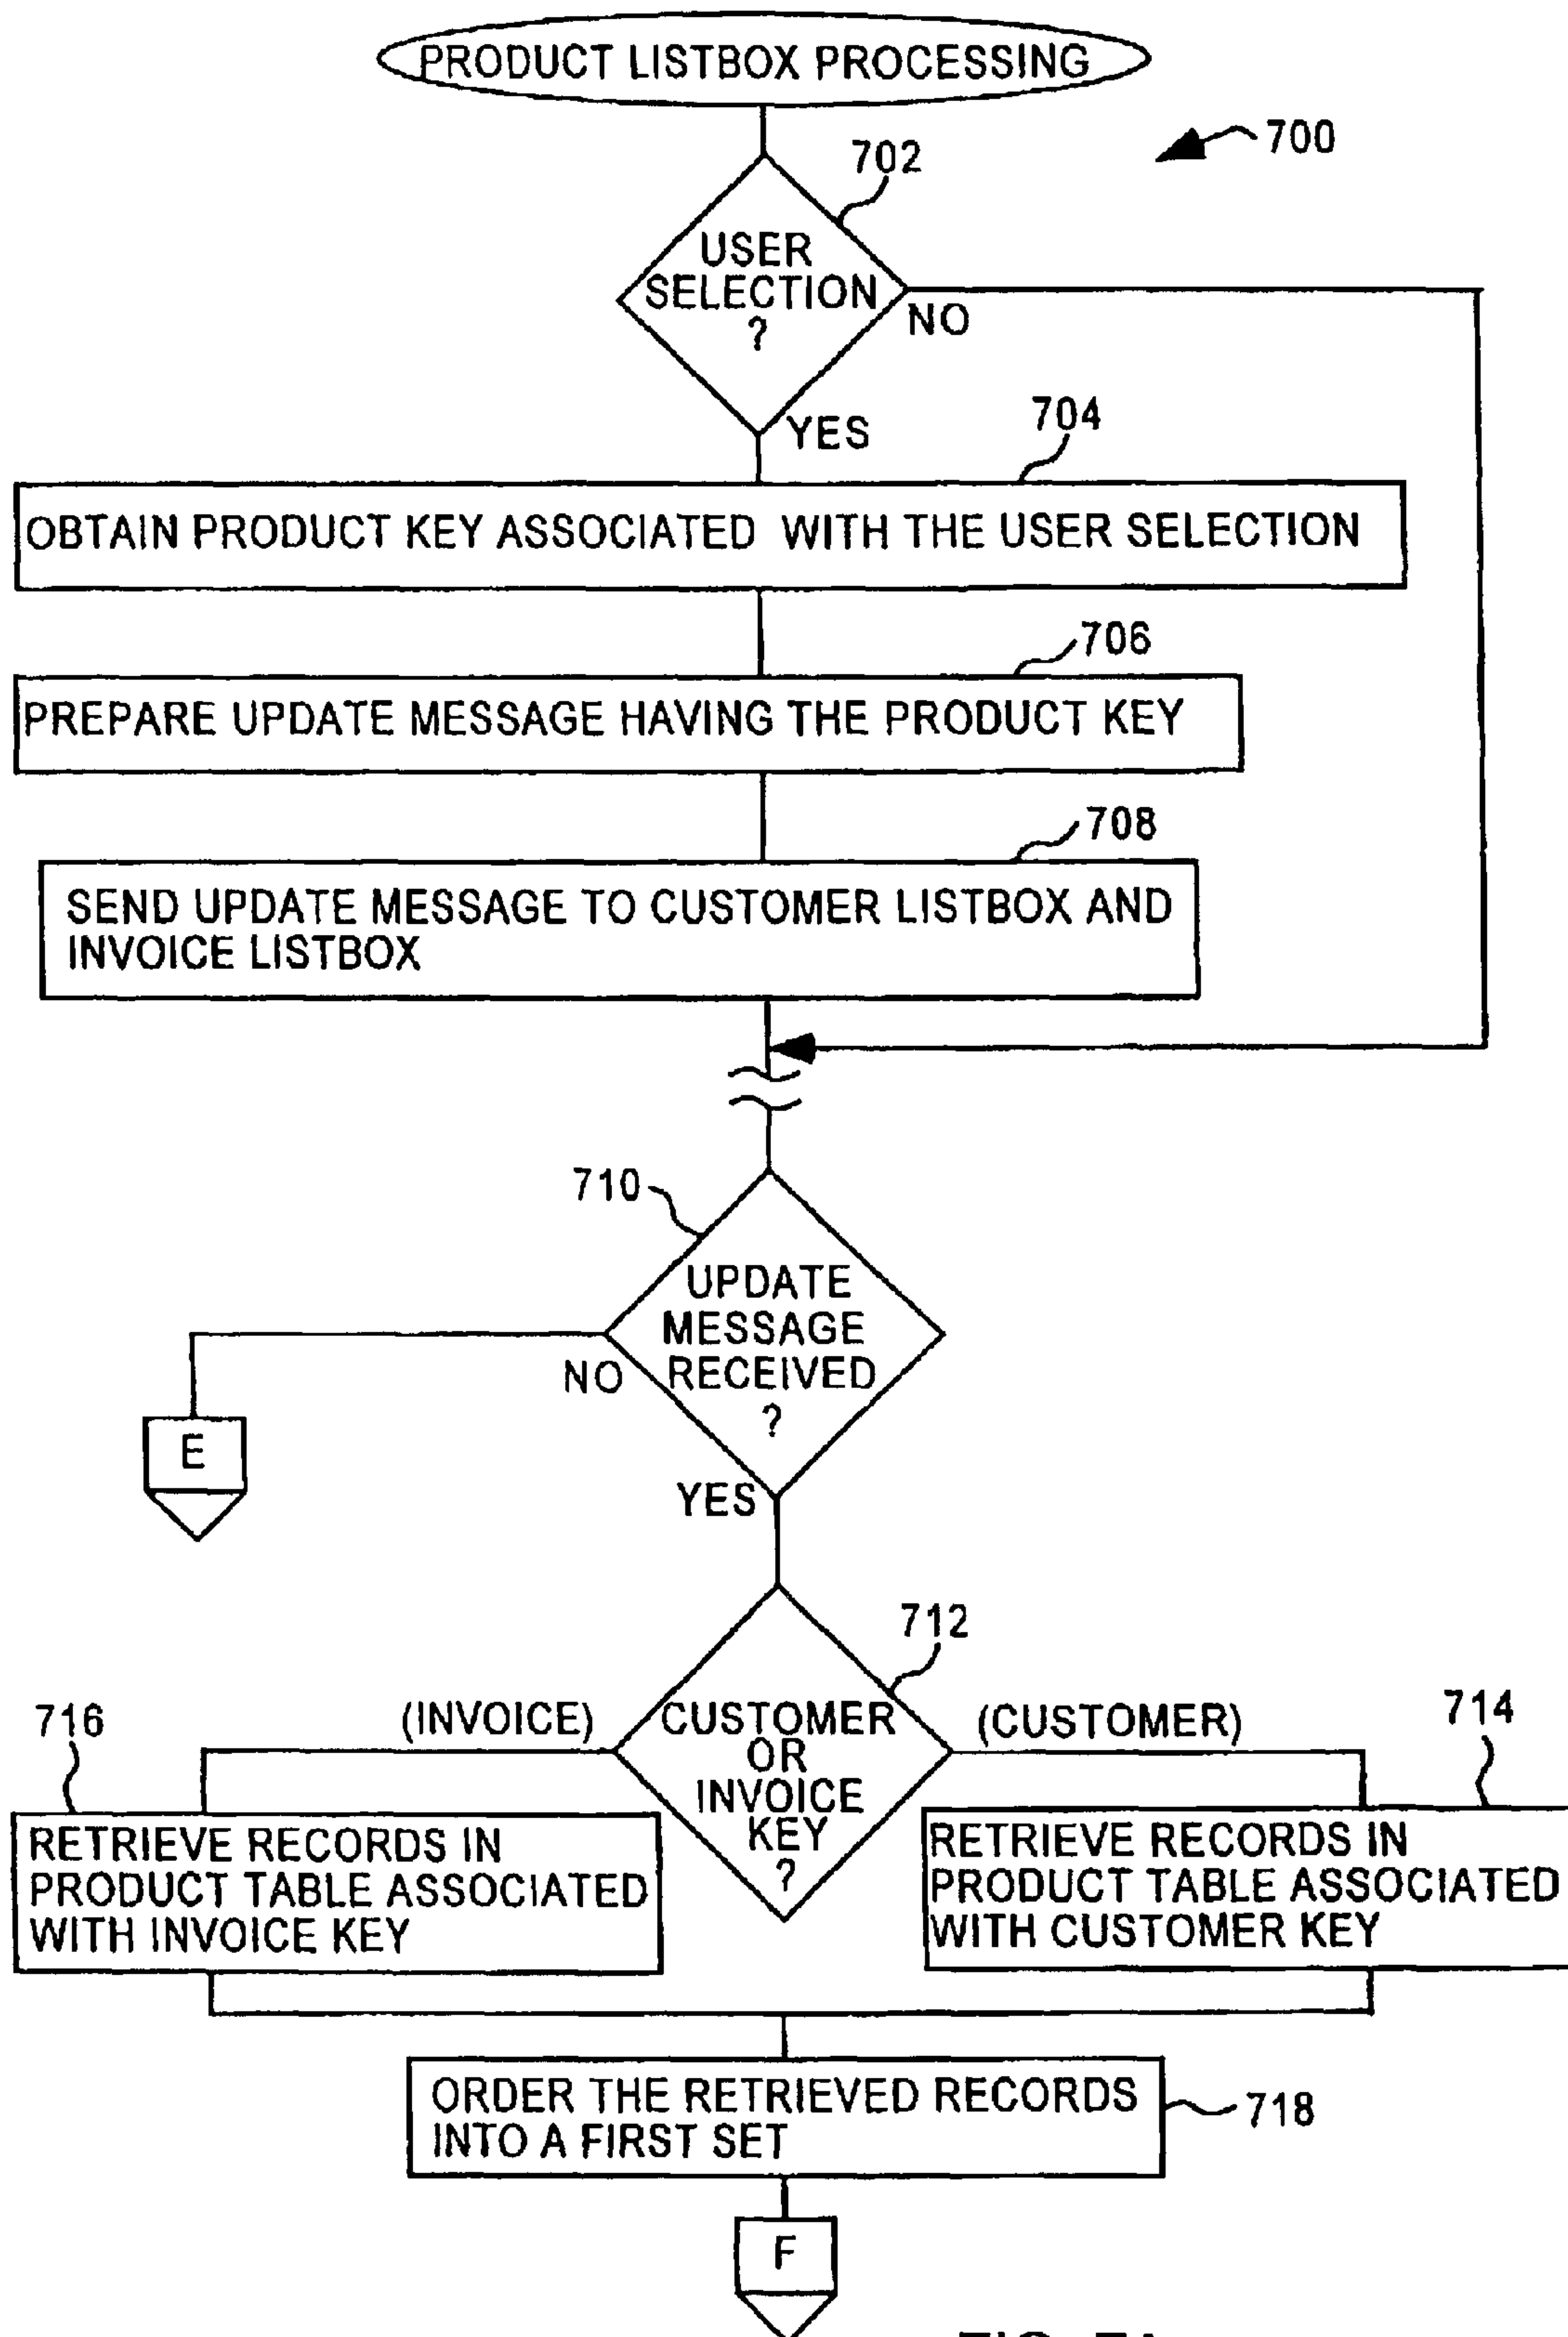 PRODUCT LISTBOX PROCESSING
700
702
USER
SELECTION
?
NO
YES
704
OBTAIN PRODUCT KEY ASSOCIATED WITH THE USER SELECTION
706
PREPARE UPDATE MESSAGE HAVING THE PRODUCT KEY
708
SEND UPDATE MESSAGE TO CUSTOMER LISTBOX AND
INVOICE LISTBOX
710
UPDATE
MESSAGE
RECEIVED
?
NO
E
YES
712
CUSTOMER
OR
INVOICE
KEY
?
(INVOICE)
(CUSTOMER)
716
RETRIEVE RECORDS IN
PRODUCT TABLE ASSOCIATED
WITH INVOICE KEY
714
RETRIEVE RECORDS IN
PRODUCT TABLE ASSOCIATED
WITH CUSTOMER KEY
ORDER THE RETRIEVED RECORDS
INTO A FIRST SET
718
F